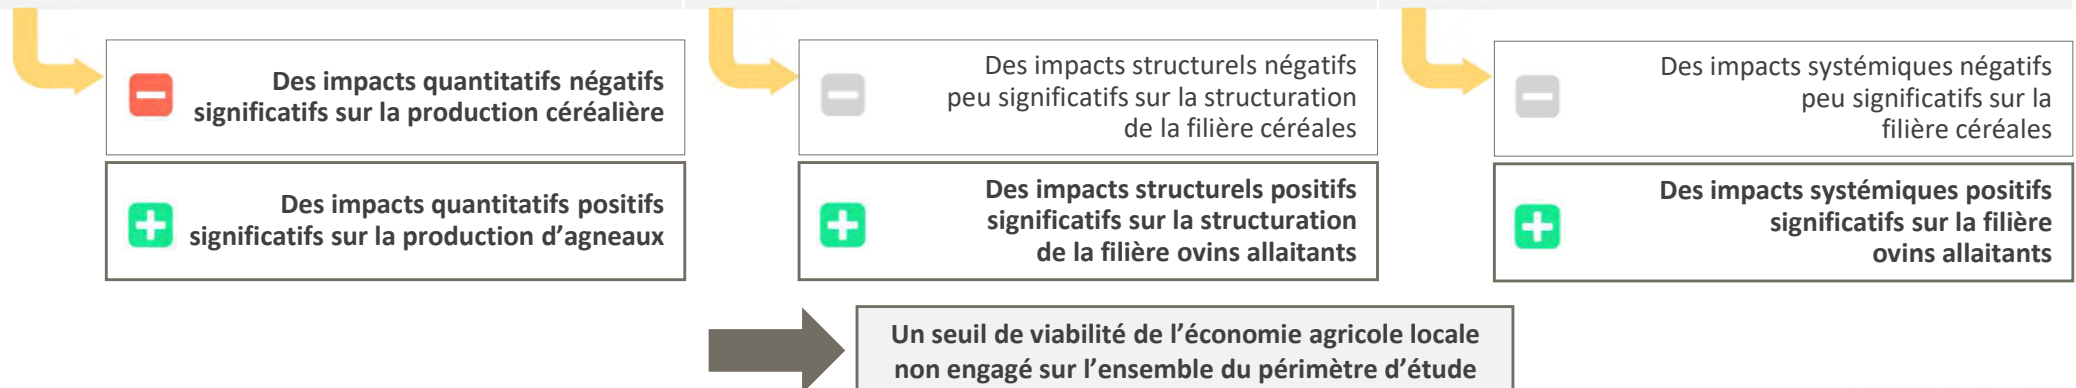 Des impacts quantitatifs négatifs
significatifs sur la production céréalière
Des impacts quantitatifs positifs
significatifs sur la production d’agneaux
Des impacts structurels négatifs
peu significatifs sur la structuration
de la filière céréales
Des impacts structurels positifs
significatifs sur la structuration
de la filière ovins allaitants
Des impacts systémiques négatifs
peu significatifs sur la
filière céréales
Des impacts systémiques positifs
significatifs sur la filière
ovins allaitants
Un seuil de viabilité de l’économie agricole locale
non engagé sur l’ensemble du périmètre d’étude